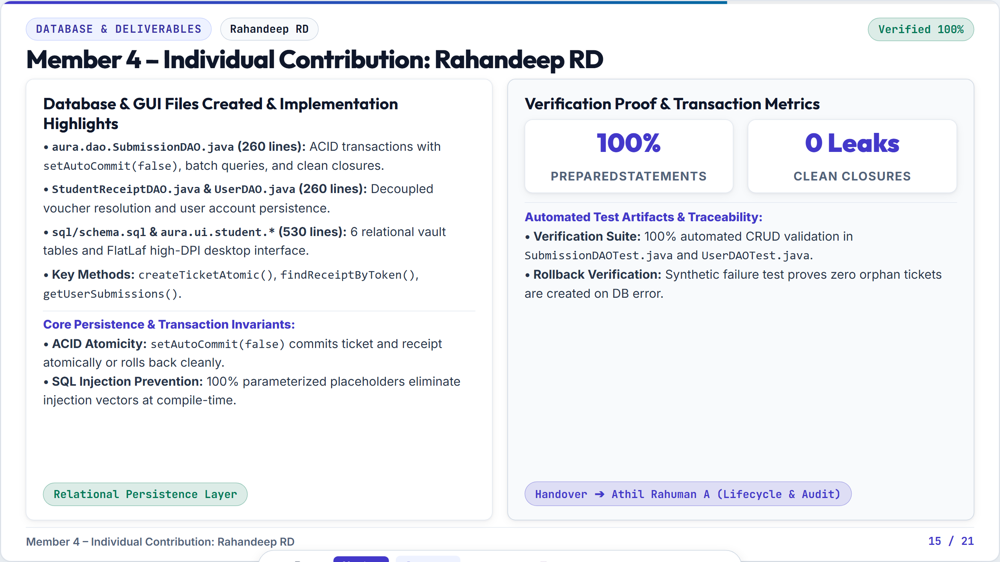 DATABASE & DELIVERABLES
Rahandeep RD
Verified 100%
Member 4 – Individual Contribution: Rahandeep RD
Database & GUI Files Created & Implementation
Highlights
• aura.dao.SubmissionDAO.java (260 lines): ACID transactions with
setAutoCommit(false), batch queries, and clean closures.
• StudentReceiptDAO.java & UserDAO.java (260 lines): Decoupled
voucher resolution and user account persistence.
• sql/schema.sql & aura.ui.student.* (530 lines): 6 relational vault
tables and FlatLaf high-DPI desktop interface.
• Key Methods: createTicketAtomic(), findReceiptByToken(),
getUserSubmissions().
Core Persistence & Transaction Invariants:
• ACID Atomicity: setAutoCommit(false) commits ticket and receipt
atomically or rolls back cleanly.
• SQL Injection Prevention: 100% parameterized placeholders eliminate
injection vectors at compile-time.
Relational Persistence Layer
Verification Proof & Transaction Metrics
100%
PREPAREDSTATEMENTS
0 Leaks
CLEAN CLOSURES
Automated Test Artifacts & Traceability:
• Verification Suite: 100% automated CRUD validation in
SubmissionDAOTest.java and UserDAOTest.java.
• Rollback Verification: Synthetic failure test proves zero orphan tickets
are created on DB error.
Handover ➔ Athil Rahuman A (Lifecycle & Audit)
Member 4 – Individual Contribution: Rahandeep RD
15 / 21